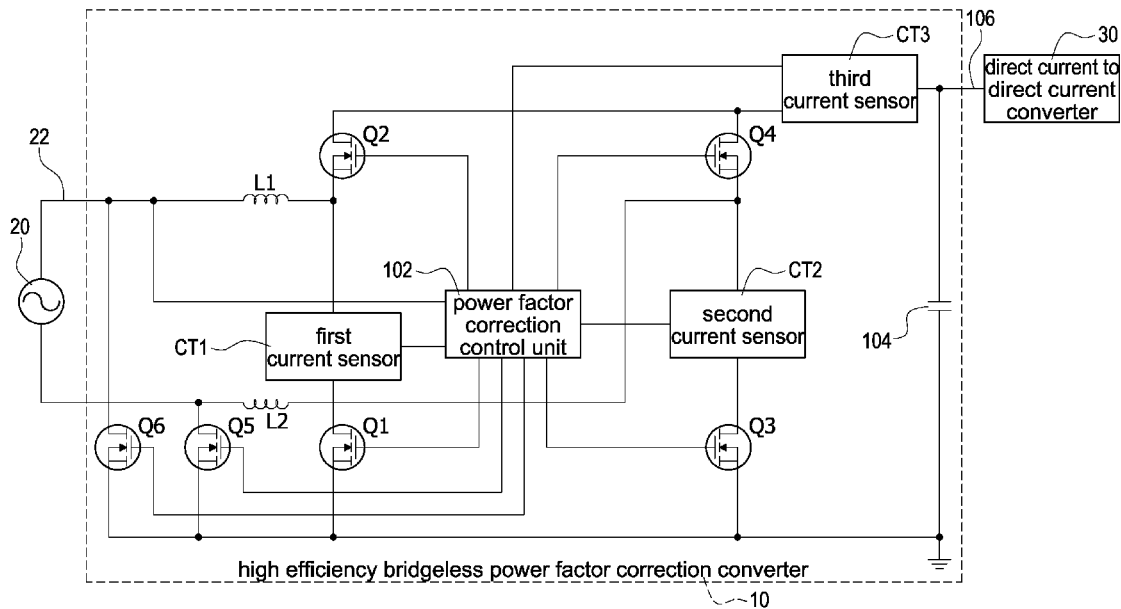 CT3
106
30
third
current sensor
direct current to
direct current
converter
Q2
Q4
22
L1
20
102
CT2
power factor
correction
control unit
second
current sensor
first
current sensor
CT1
104
L2
Q6
Q5
Q1
Q3
high efficiency bridgeless power factor correction converter
10